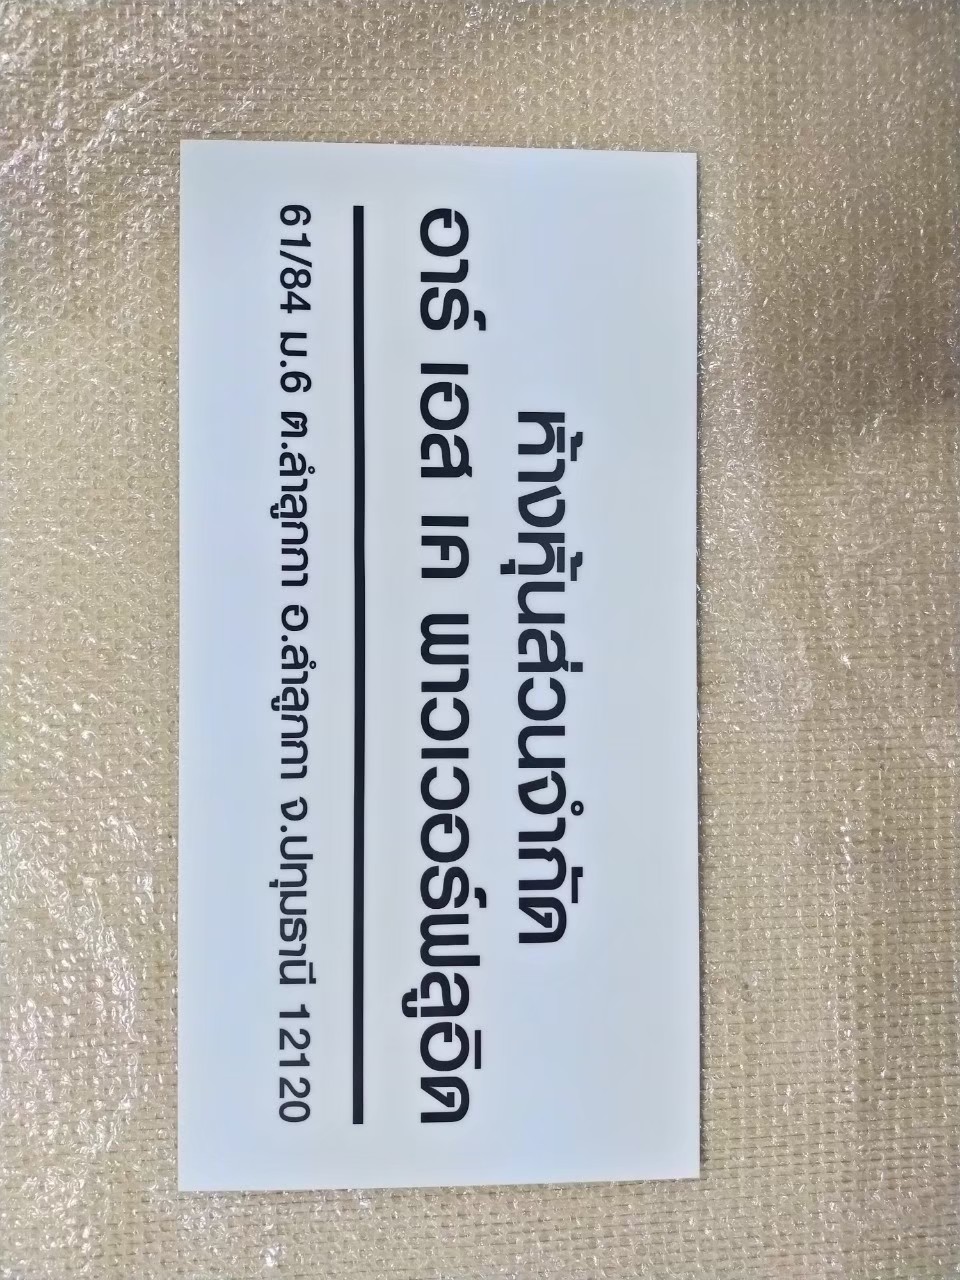 ห้างหุ้นส่วนจำกัด
อาร์ เอส เค พาวเวอร์ฟลูอิด
61/84 ม.6 ต.ลำลูกกา อ.ลำลูกกา จ.ปทุมธานี 12120